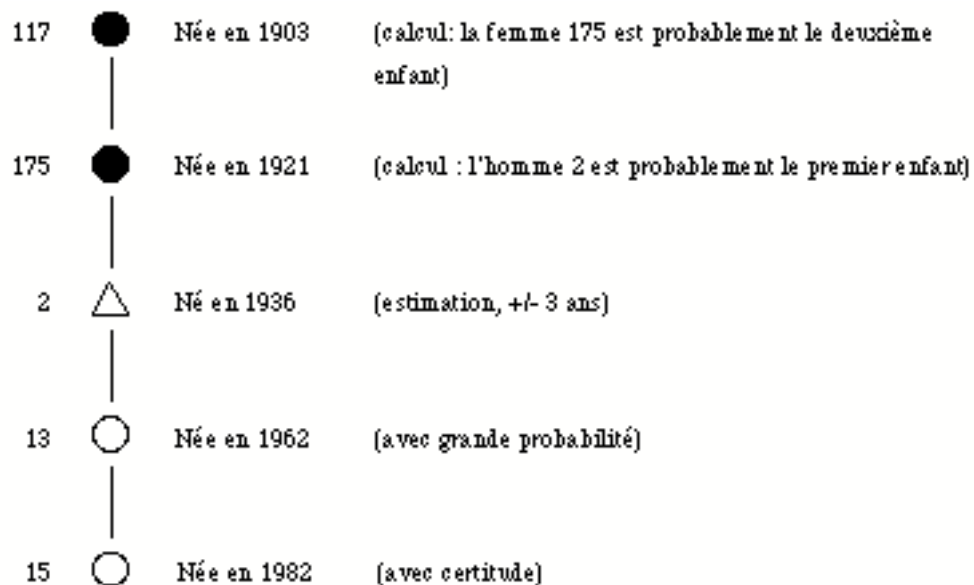 117 Née en 1903 (calcul: la femme 175 est probablement le deuxième
enfant)
175 Née en 1921 (calcul : l'homme 2 est probablement le premier enfant)
2 Né en 1936 (estimation, +/- 3 ans)
13 Née en 1962 (avec grande probabilité)
15 Née en 1982 (avec certitude)